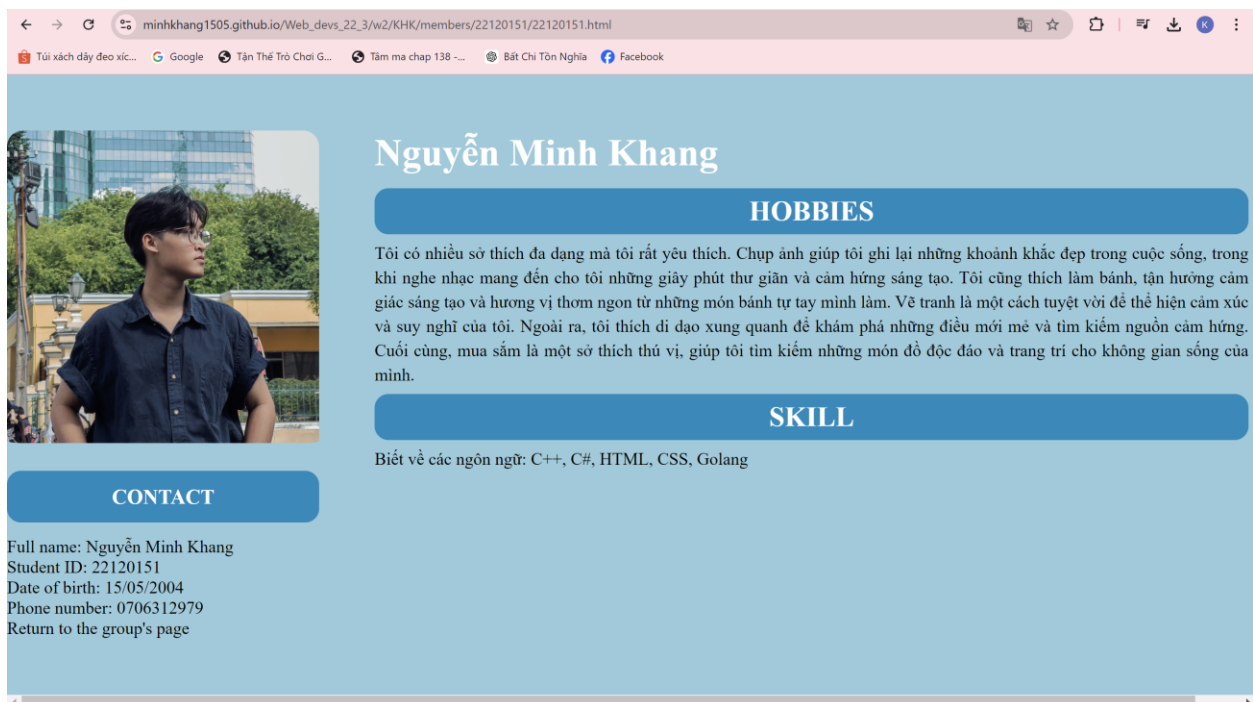 minhkhang1505.github.io/Web_devs_22_3/w2/KHK/members/22120151/22120151.html
K
Túi xách dây đeo xíc... Google Tận Thế Trò Chơi G... Tâm ma chap 138 -... Bất Chi Tồn Nghĩa Facebook
Nguyễn Minh Khang
HOBBIES
Tôi có nhiều sở thích đa dạng mà tôi rất yêu thích. Chụp ảnh giúp tôi ghi lại những khoảnh khắc đẹp trong cuộc sống, trong
khi nghe nhạc mang đến cho tôi những giây phút thư giãn và cảm hứng sáng tạo. Tôi cũng thích làm bánh, tận hưởng cảm
giác sáng tạo và hương vị thơm ngon từ những món bánh tự tay mình làm. Vẽ tranh là một cách tuyệt vời để thể hiện cảm xúc
và suy nghĩ của tôi. Ngoài ra, tôi thích đi dạo xung quanh để khám phá những điều mới mẻ và tìm kiếm nguồn cảm hứng.
Cuối cùng, mua sắm là một sở thích thú vị, giúp tôi tìm kiếm những món đồ độc đáo và trang trí cho không gian sống của
mình.
SKILL
Biết về các ngôn ngữ: C++, C#, HTML, CSS, Golang
CONTACT
Full name: Nguyễn Minh Khang
Student ID: 22120151
Date of birth: 15/05/2004
Phone number: 0706312979
Return to the group's page